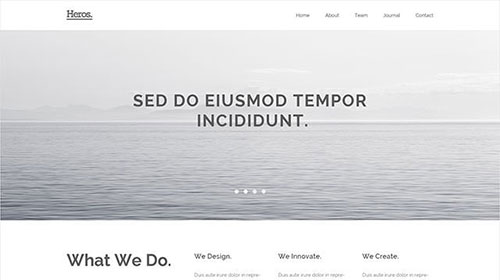 Heros.
Home About Team Journal Contact
SED DO EIUSMOD TEMPOR
INCIDIDUNT.
What We Do.
We Design. We Innovate. We Create.
Duis aute irure dolor in repre- Duis aute irure dolor in repre- Duis aute irure dolor in repre-